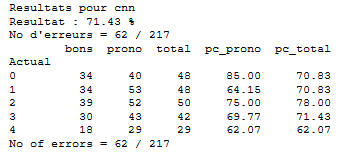 Resultats pour cnn
Resultat : 71.43 %
No d'erreurs = 62 / 217
bons prono total pc_prono pc_total
Actual
0 34 40 48 85.00 70.83
1 34 53 48 64.15 70.83
2 39 52 50 75.00 78.00
3 30 43 42 69.77 71.43
4 18 29 29 62.07 62.07
No of errors = 62 / 217